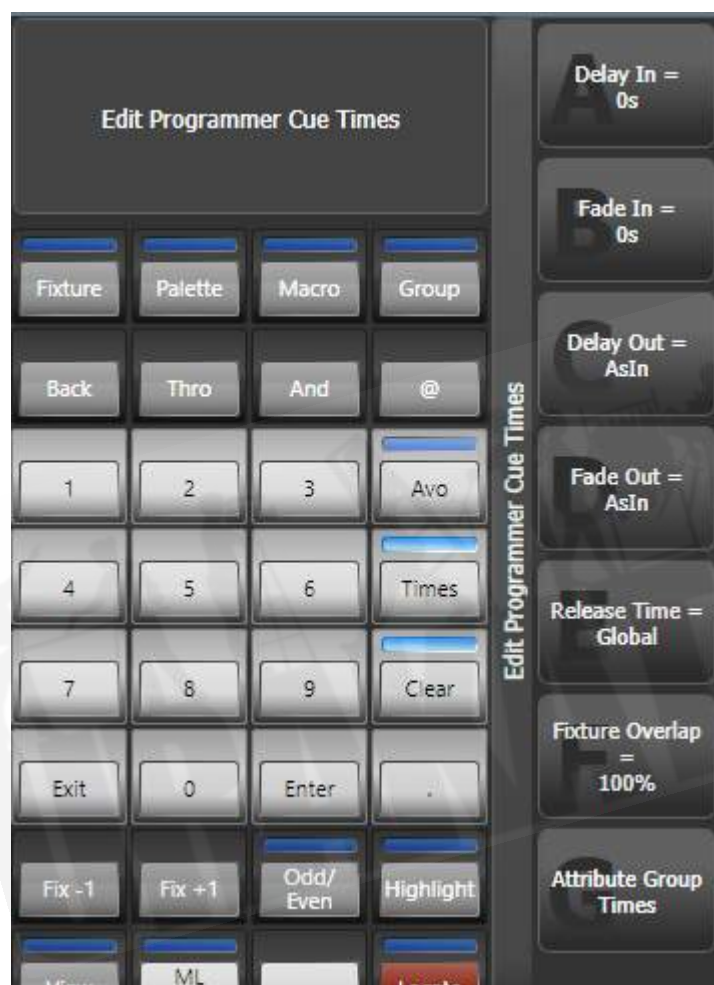 Edit Programmer Cue Times
Fixture
Palette
Macro
Group
Back
Thro
And
@
1
2
3
Avo
4
5
6
Times
7
8
9
Clear
Exit
0
Enter
.
Fix -1
Fix +1
Odd/
Even
Highlight
View
ML
Locate
Edit Programmer Cue Times
A
Delay In =
0s
B
Fade In =
0s
C
Delay Out =
AsIn
D
Fade Out =
AsIn
E
Release Time =
Global
F
Fixture Overlap
=
100%
G
Attribute Group
Times